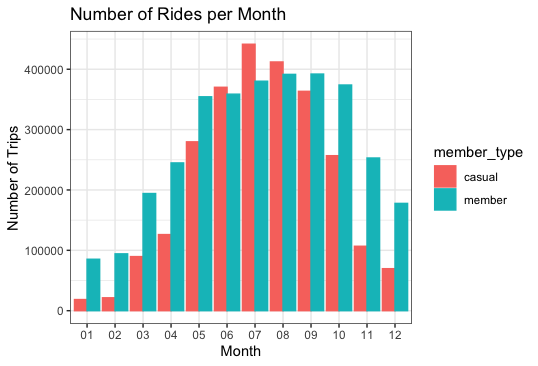 Number of Rides per Month
Number of Trips
400000
300000
200000
100000
0
01 02 03 04 05 06 07 08 09 10 11 12
Month
member_type
casual
member